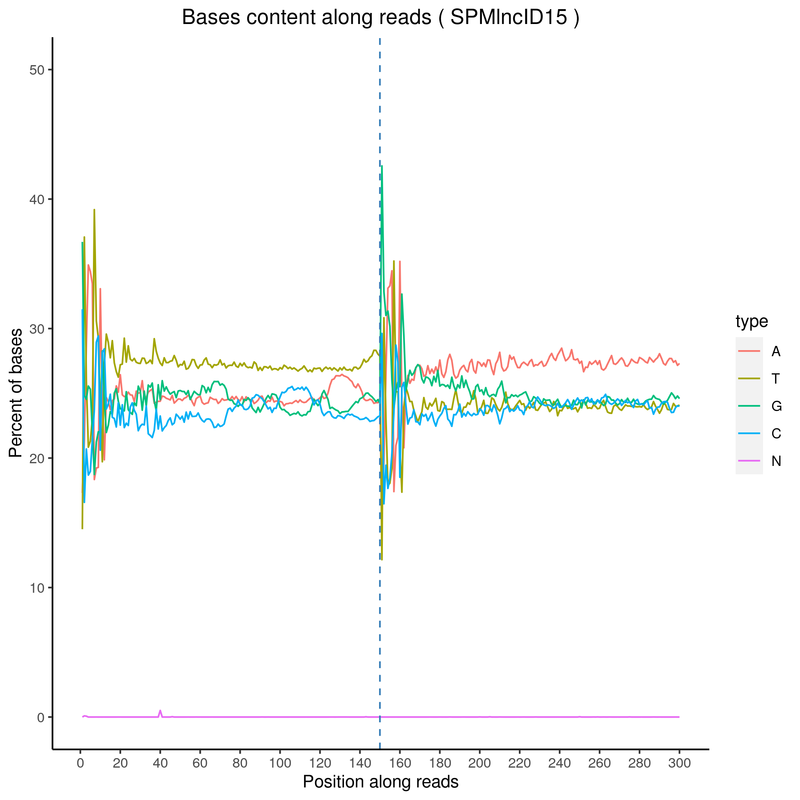 Bases content along reads ( SPMlncID15 )
Percent of bases
50
40
30
20
10
0
0 20 40 60 80 100 120 140 160 180 200 220 240 260 280 300
Position along reads
type
A
T
G
C
N